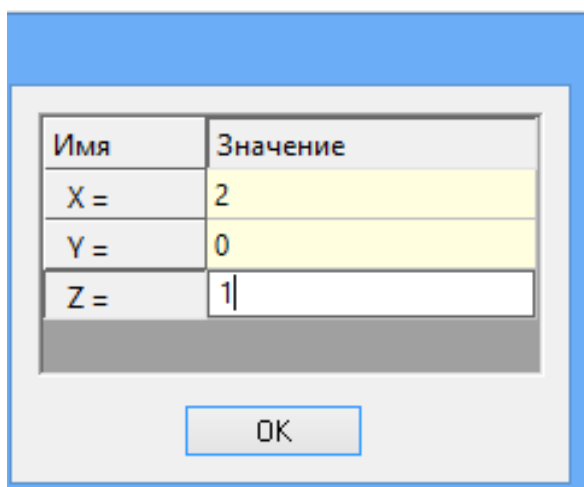 Имя Значение
X = 2
Y = 0
Z = 1
OK